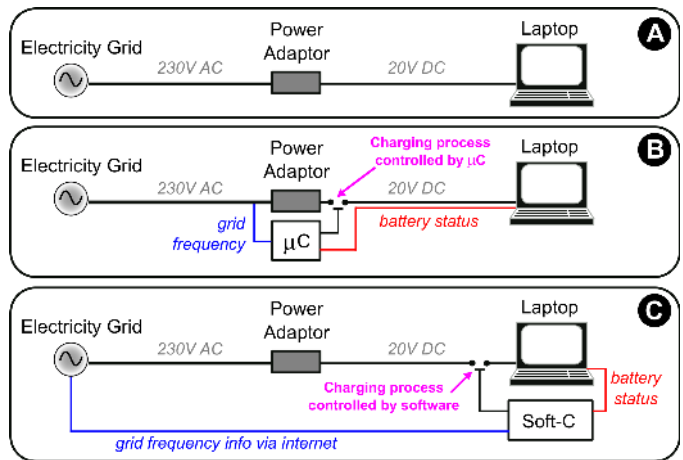 A
Electricity Grid
Power
Adaptor
Laptop
230V AC
20V DC
B
Electricity Grid
Power
Adaptor
Charging process
controlled by μC
Laptop
230V AC
20V DC
grid
frequency
μC
battery status
C
Electricity Grid
Power
Adaptor
Laptop
230V AC
20V DC
Charging process
controlled by software
battery
status
Soft-C
grid frequency info via internet